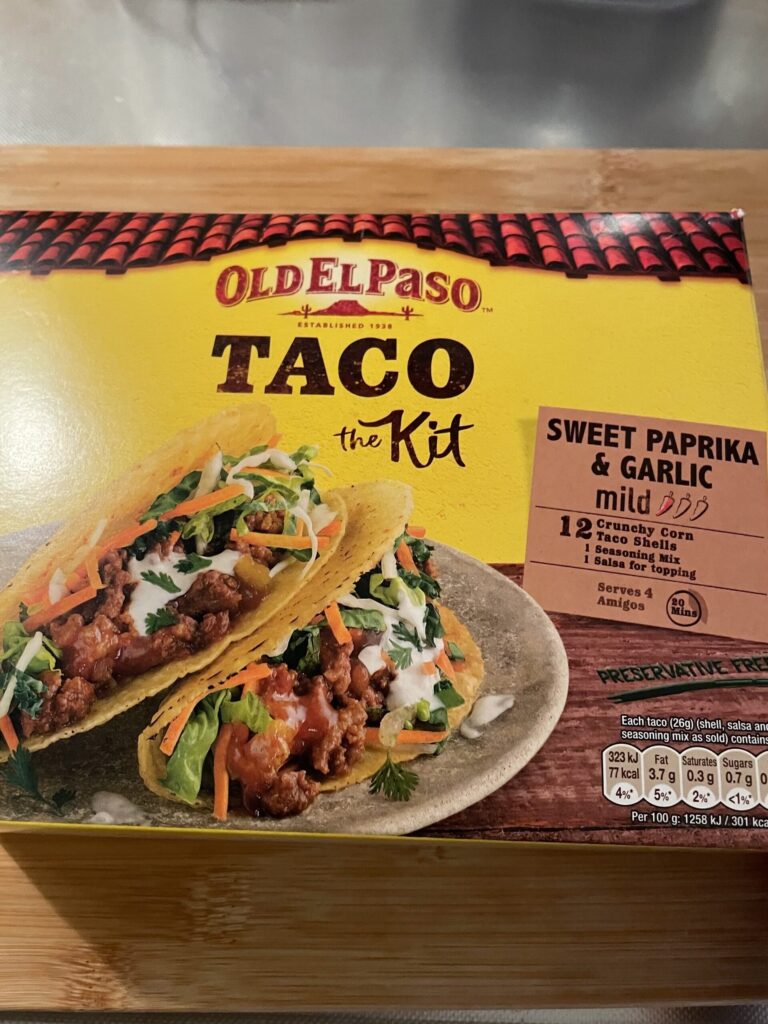 OLD EL PASO™
ESTABLISHED 1938
TACO
the Kit
SWEET PAPRIKA
& GARLIC
mild
12 Crunchy Corn
Taco Shells
1 Seasoning Mix
1 Salsa for topping
Serves 4
Amigos
20
Mins
PRESERVATIVE FREE
Each taco (26g) (shell, salsa and
seasoning mix as sold) contains
323 kJ Fat Saturates Sugars
77 kcal 3.7 g 0.3 g 0.7 g
4%* 5%* 2%* <1%*
Per 100 g: 1258 kJ / 301 kca